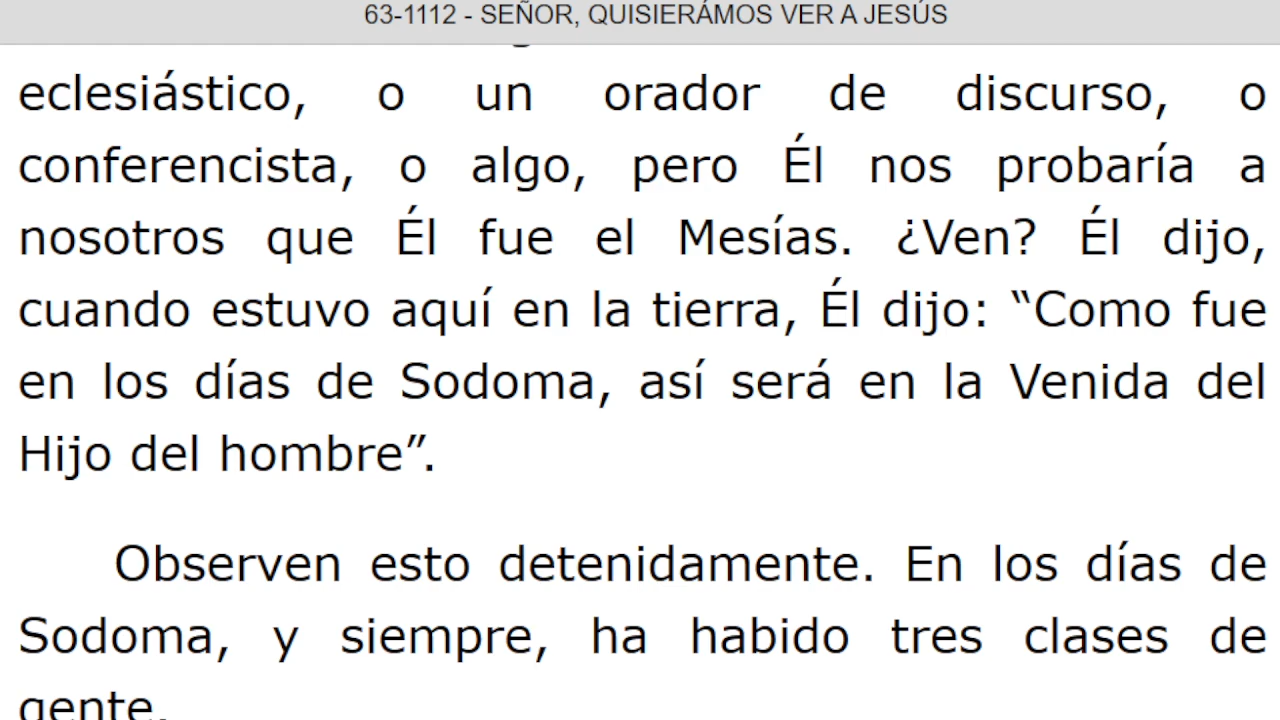 63-1112 - SEÑOR, QUISIERÁMOS VER A JESÚS
eclesiástico, o un orador de discurso, o
conferencista, o algo, pero Él nos probaría a
nosotros que Él fue el Mesías. ¿Ven? Él dijo,
cuando estuvo aquí en la tierra, Él dijo: “Como fue
en los días de Sodoma, así será en la Venida del
Hijo del hombre”.
Observen esto detenidamente. En los días de
Sodoma, y siempre, ha habido tres clases de
gente.